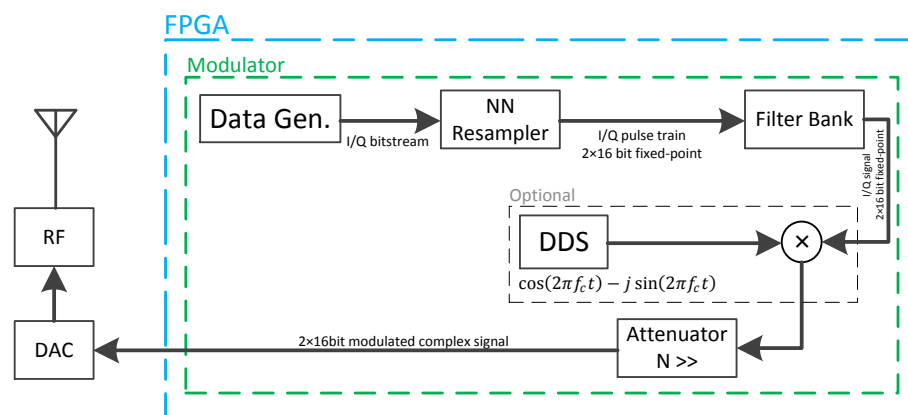 FPGA
Modulator
Data Gen.
I/Q bitstream
NN
Resampler
I/Q pulse train
2×16 bit fixed-point
Filter Bank
I/Q signal
2×16 bit fixed-point
Optional
DDS
×
cos(2πf_c t) − j sin(2πf_c t)
Attenuator
N >>
2×16bit modulated complex signal
RF
DAC